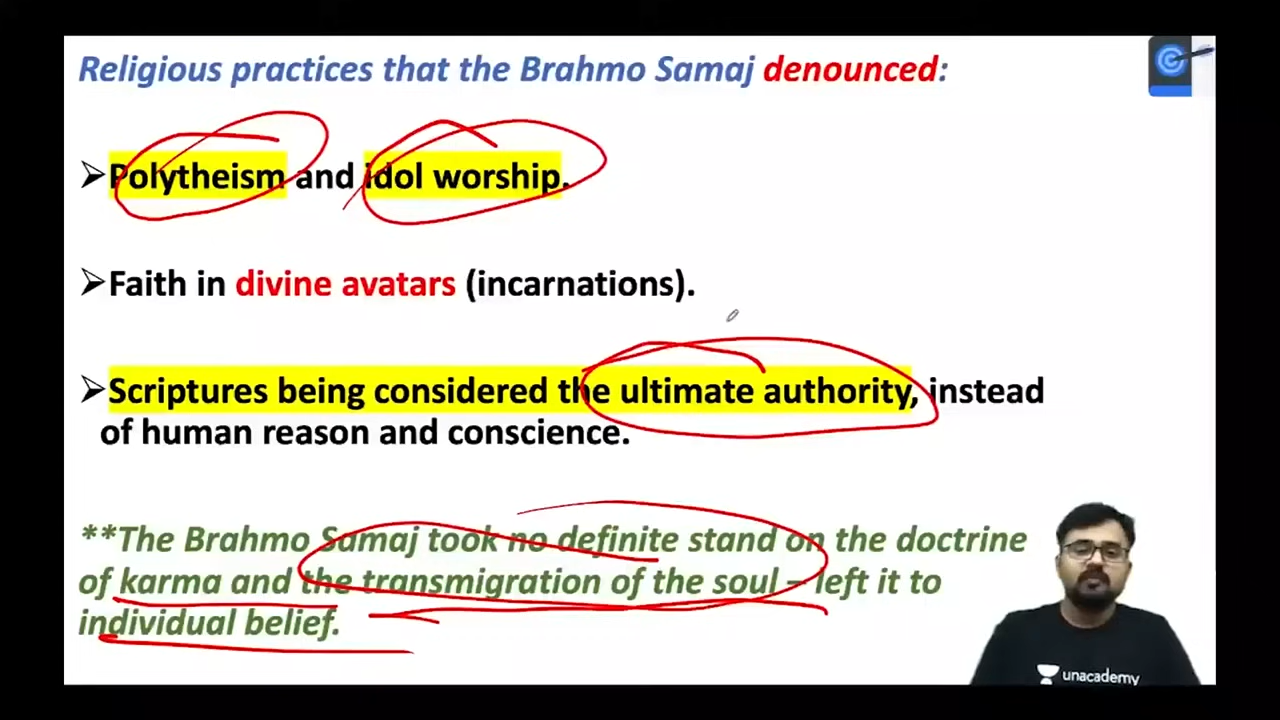 Religious practices that the Brahmo Samaj denounced:
➢Polytheism and idol worship.
➢Faith in divine avatars (incarnations).
➢Scriptures being considered the ultimate authority, instead
of human reason and conscience.
**The Brahmo Samaj took no definite stand on the doctrine
of karma and the transmigration of the soul – left it to
individual belief.
unacademy